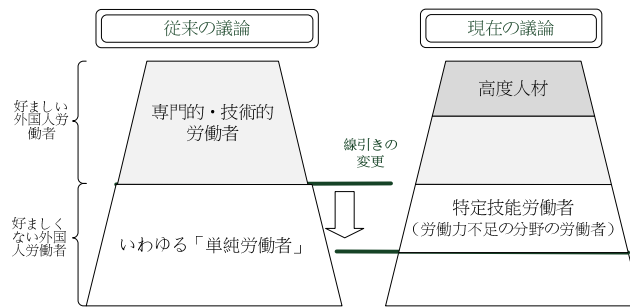 従来の議論
現在の議論
好ましい
外国人労
働者
専門的・技術的
労働者
高度人材
線引きの
変更
好ましく
ない外国
人労働者
いわゆる「単純労働者」
特定技能労働者
（労働力不足の分野の労働者）